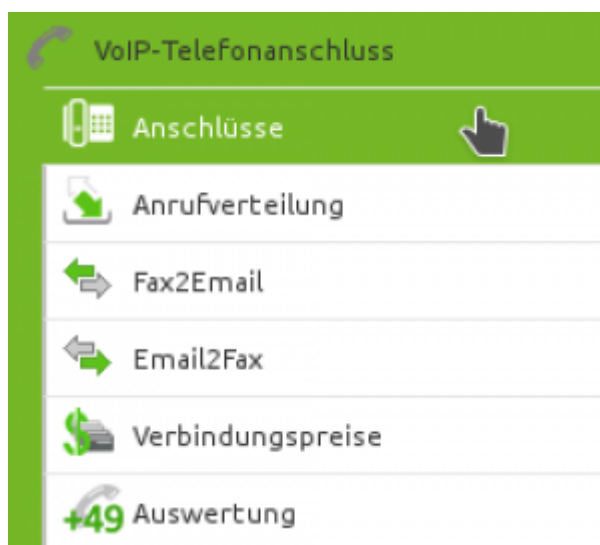 VoIP-Telefonanschluss
Anschlüsse
Anrufverteilung
Fax2Email
Email2Fax
$ Verbindungspreise
+49 Auswertung